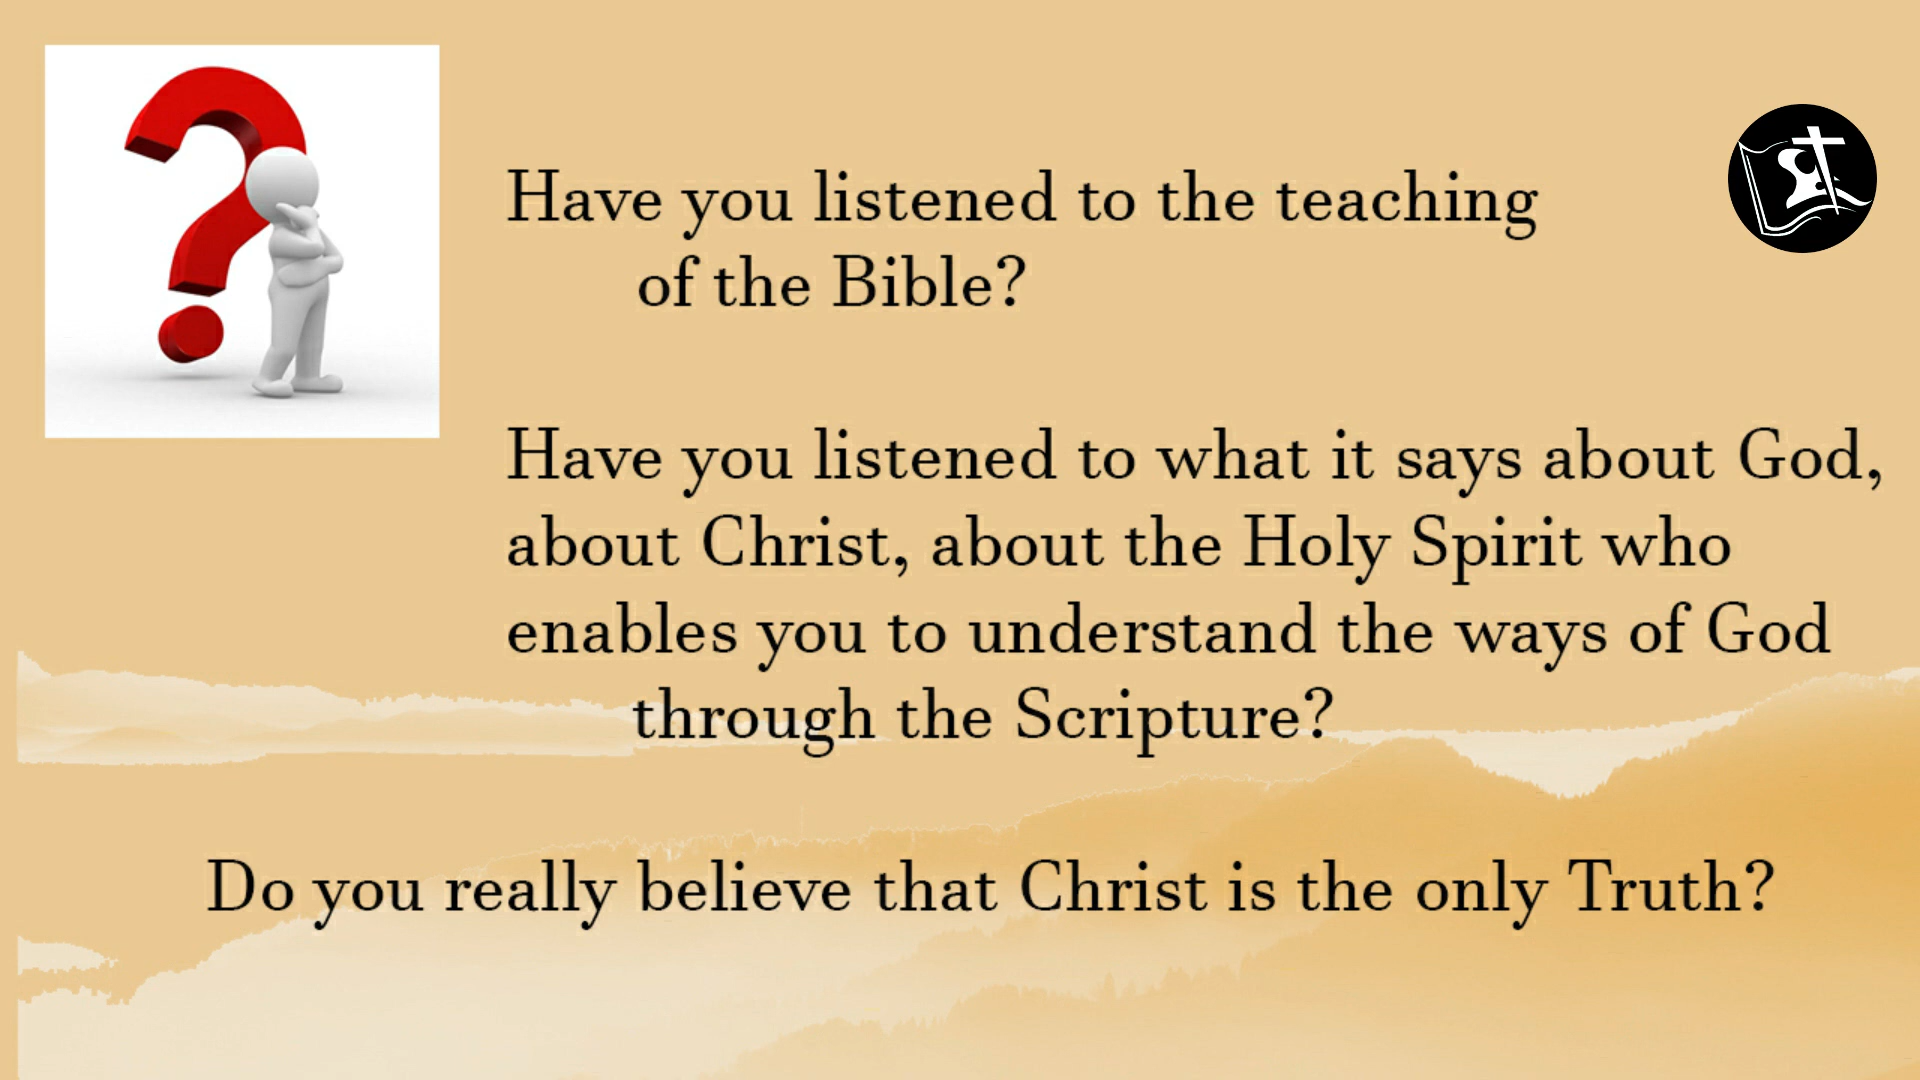 Have you listened to the teaching
of the Bible?
Have you listened to what it says about God,
about Christ, about the Holy Spirit who
enables you to understand the ways of God
through the Scripture?
Do you really believe that Christ is the only Truth?